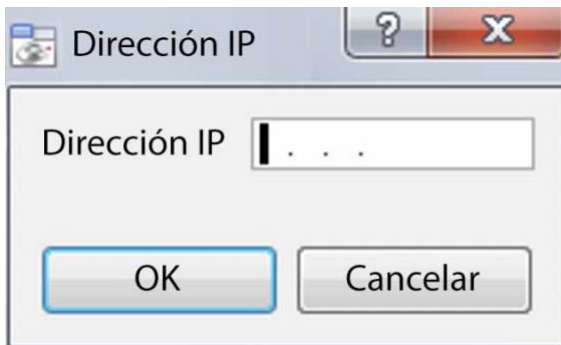 Dirección IP
?
X
Dirección IP . . .
OK Cancelar